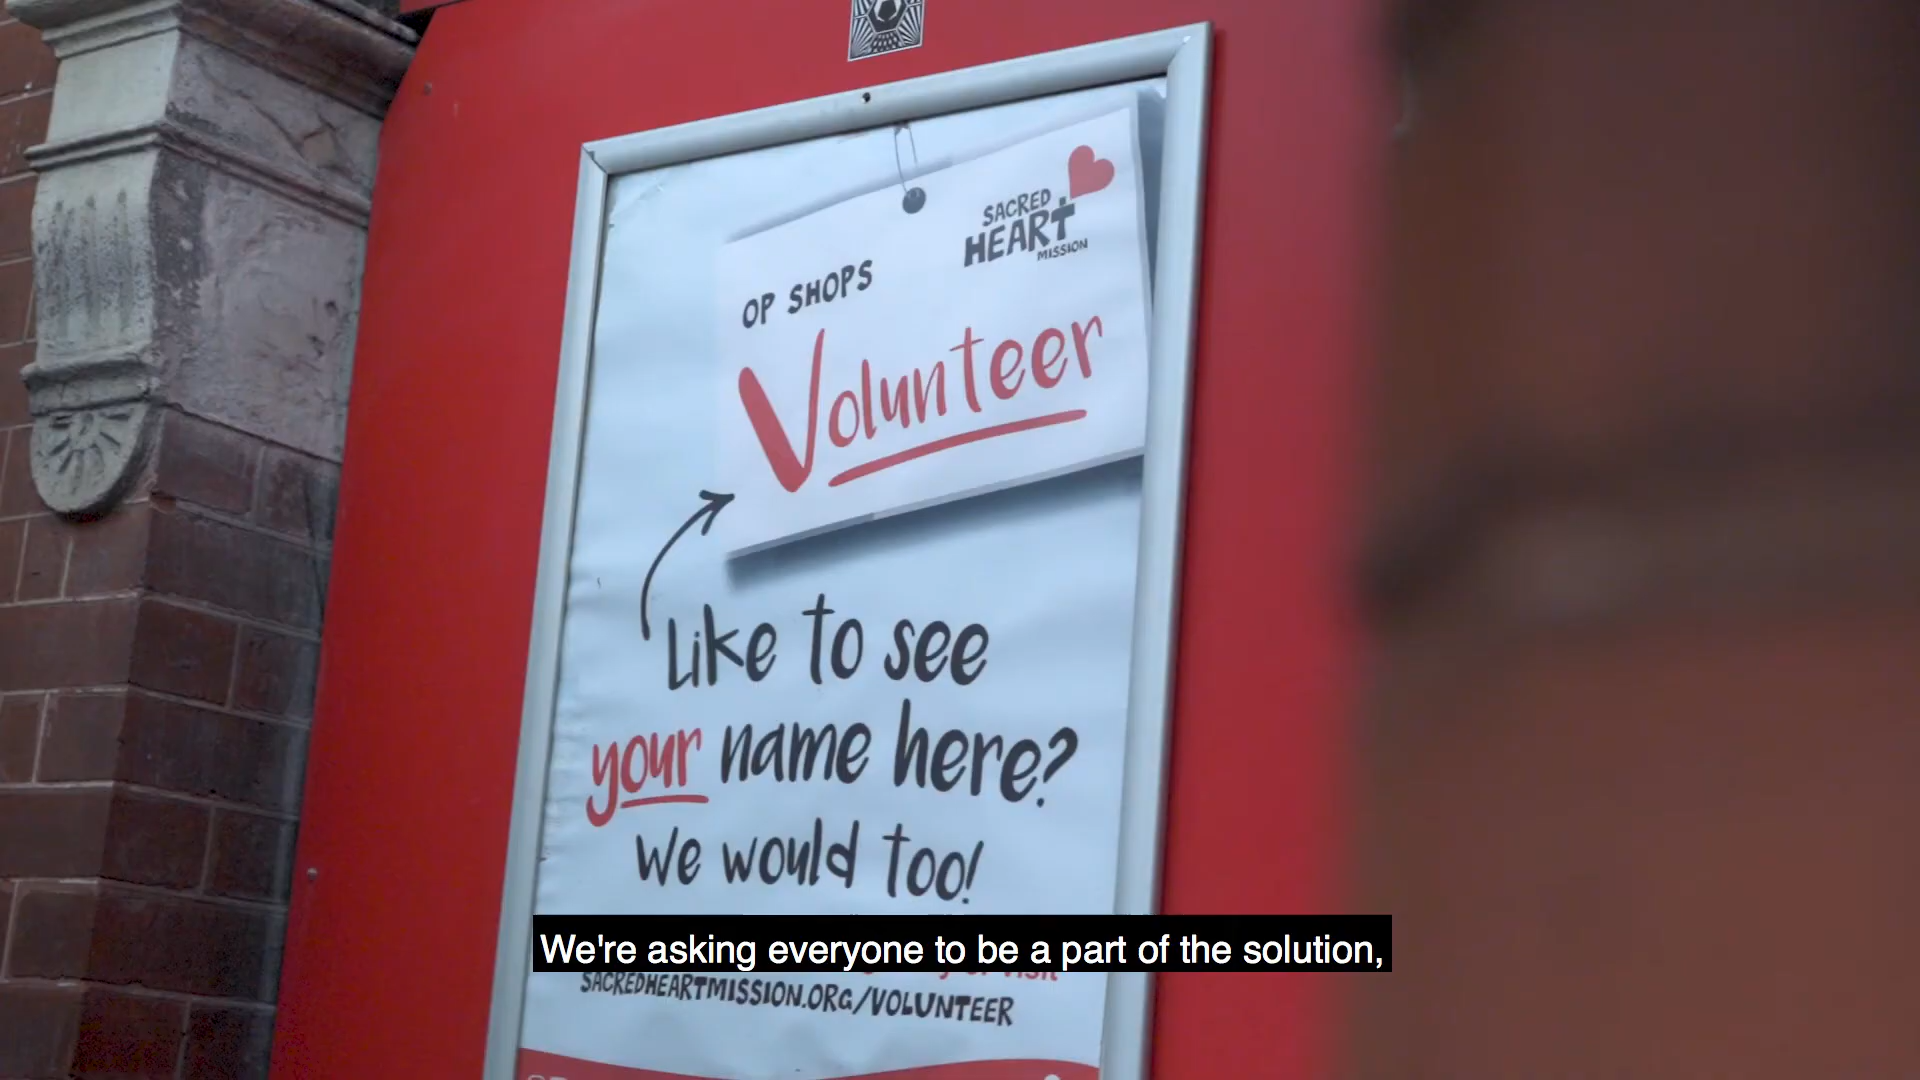 SACRED
HEART
MISSION
OP SHOPS
Volunteer
Like to see
your name here?
We would too!
We're asking everyone to be a part of the solution,
visit
SACREDHEARTMISSION.ORG/VOLUNTEER